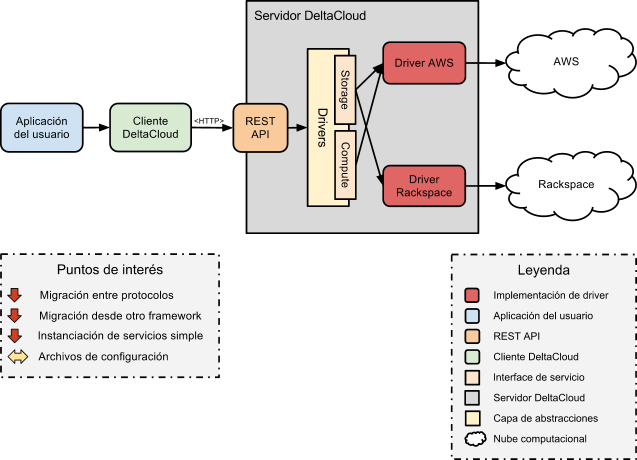 Servidor DeltaCloud
Aplicación
del usuario
Cliente
DeltaCloud
<HTTP>
REST
API
Drivers
Storage
Compute
Driver AWS
Driver
Rackspace
AWS
Rackspace
Puntos de interés
Migración entre protocolos
Migración desde otro framework
Instanciación de servicios simple
Archivos de configuración
Leyenda
Implementación de driver
Aplicación del usuario
REST API
Cliente DeltaCloud
Interface de servicio
Servidor DeltaCloud
Capa de abstracciones
Nube computacional